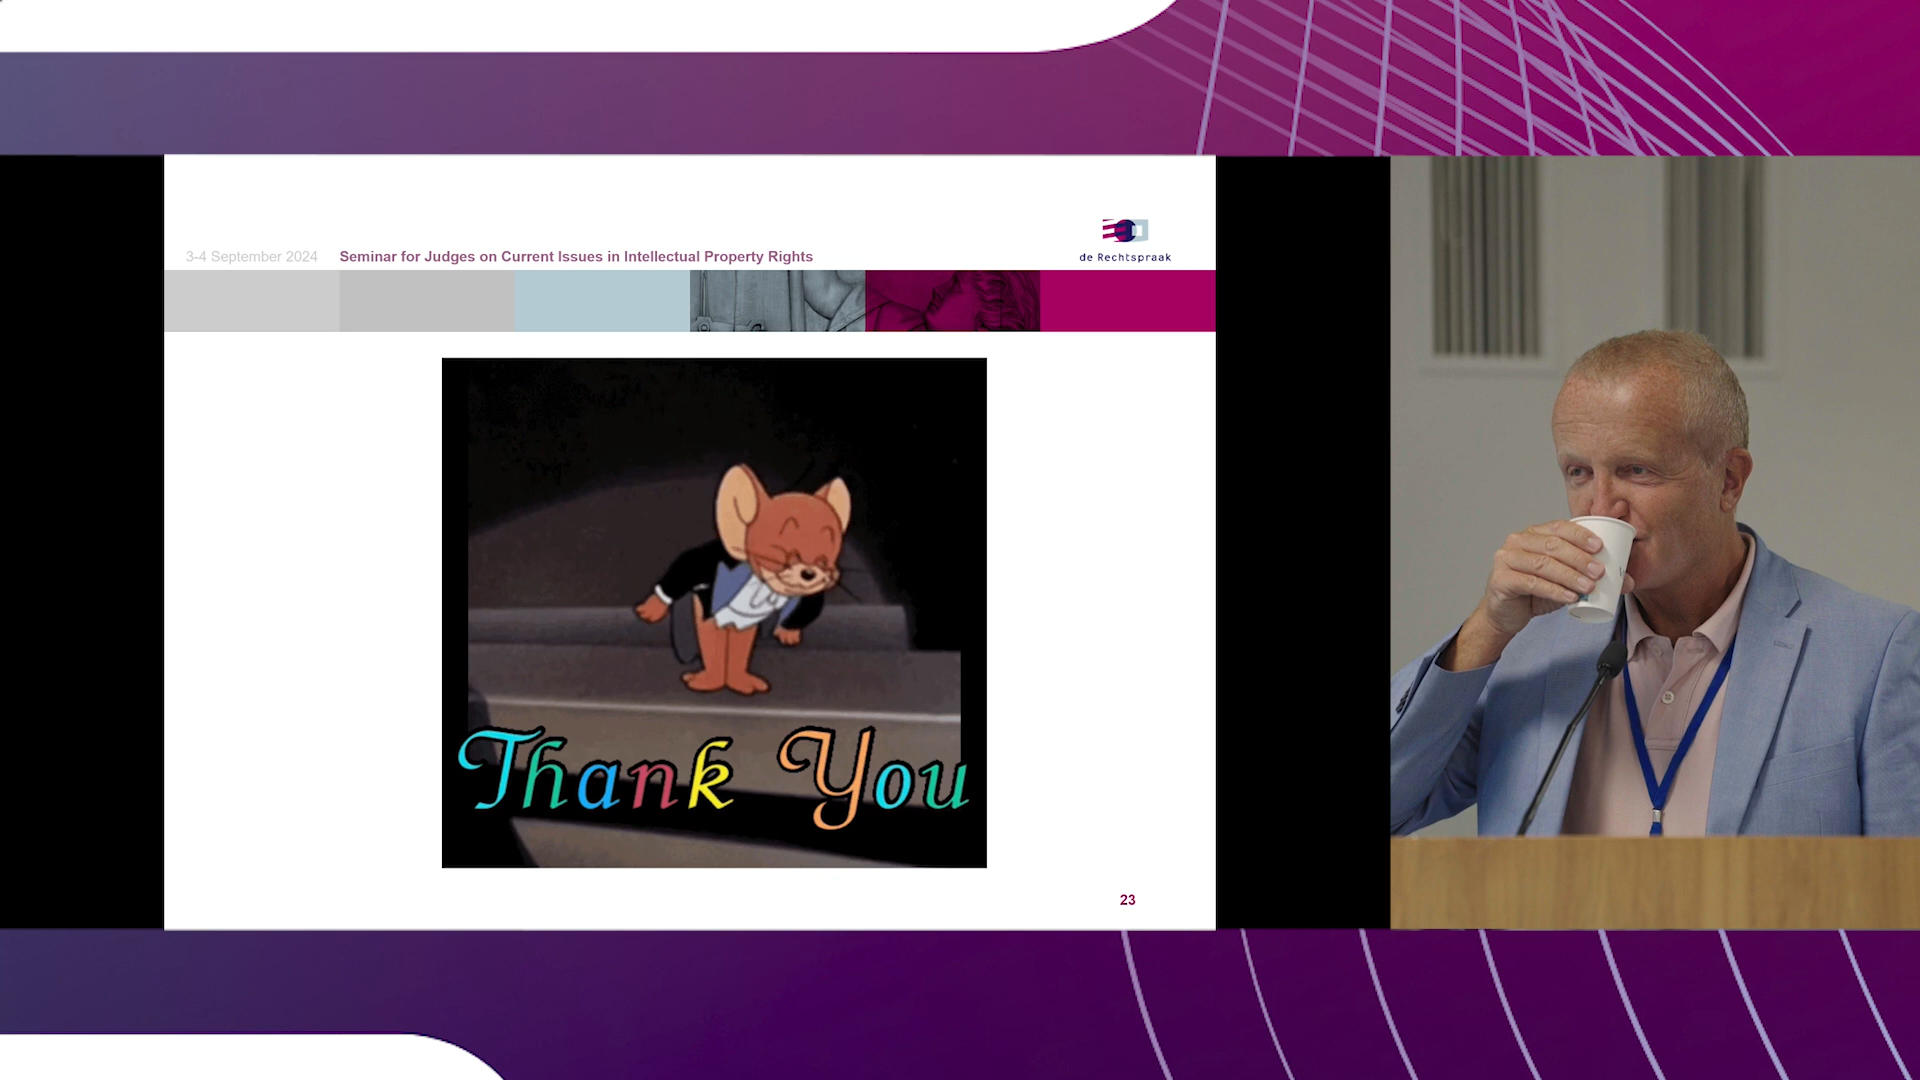 3-4 September 2024 Seminar for Judges on Current Issues in Intellectual Property Rights
de Rechtspraak
Thank You
23